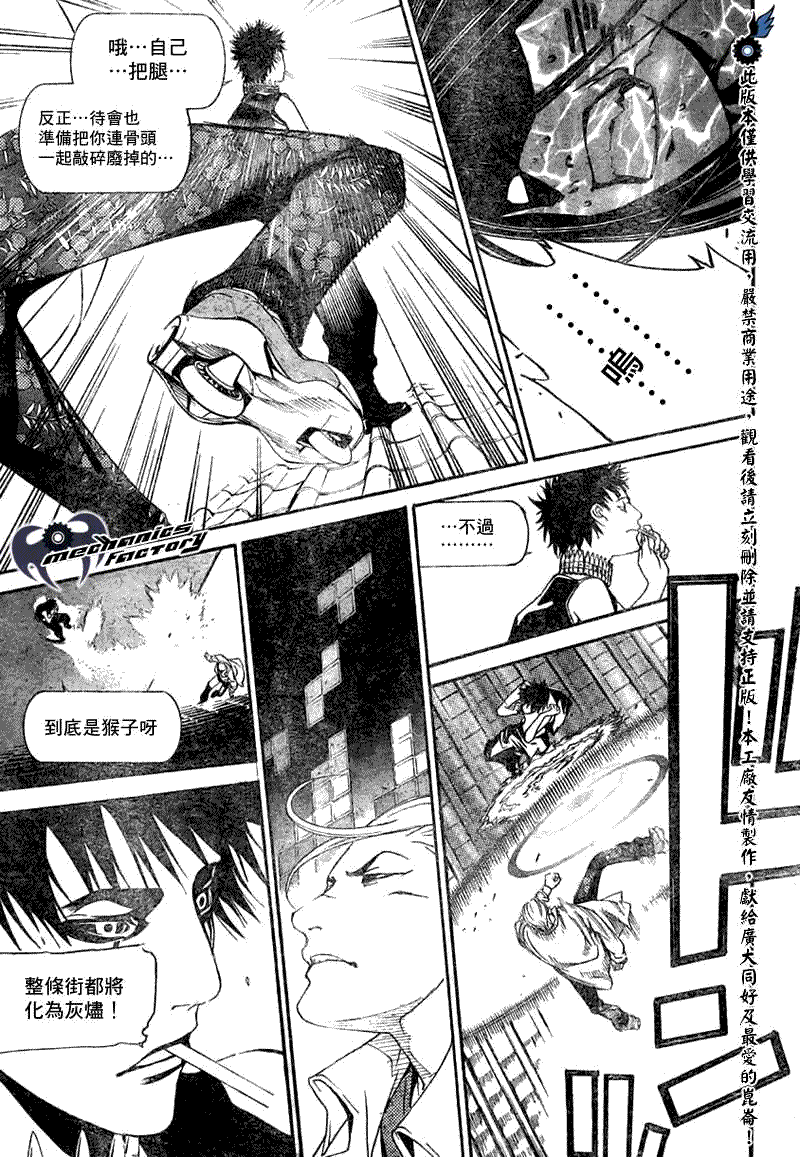 此版本僅供學習交流用，嚴禁商業用途，觀看後請立刻刪除並請支持正版！本工廠友情製作，獻給廣大同好及最愛的崑崙！
………
……嗚……
………
哦…自己
…把腿…
反正…待會也
準備把你連骨頭
一起敲碎廢掉的…
mechanics
factory
…不過
………
到底是猴子呀
整條街都將
化為灰燼！